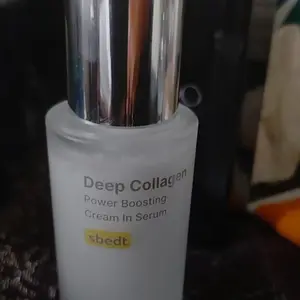 Deep Collagen
Power Boosting
Cream In Serum
sbedt